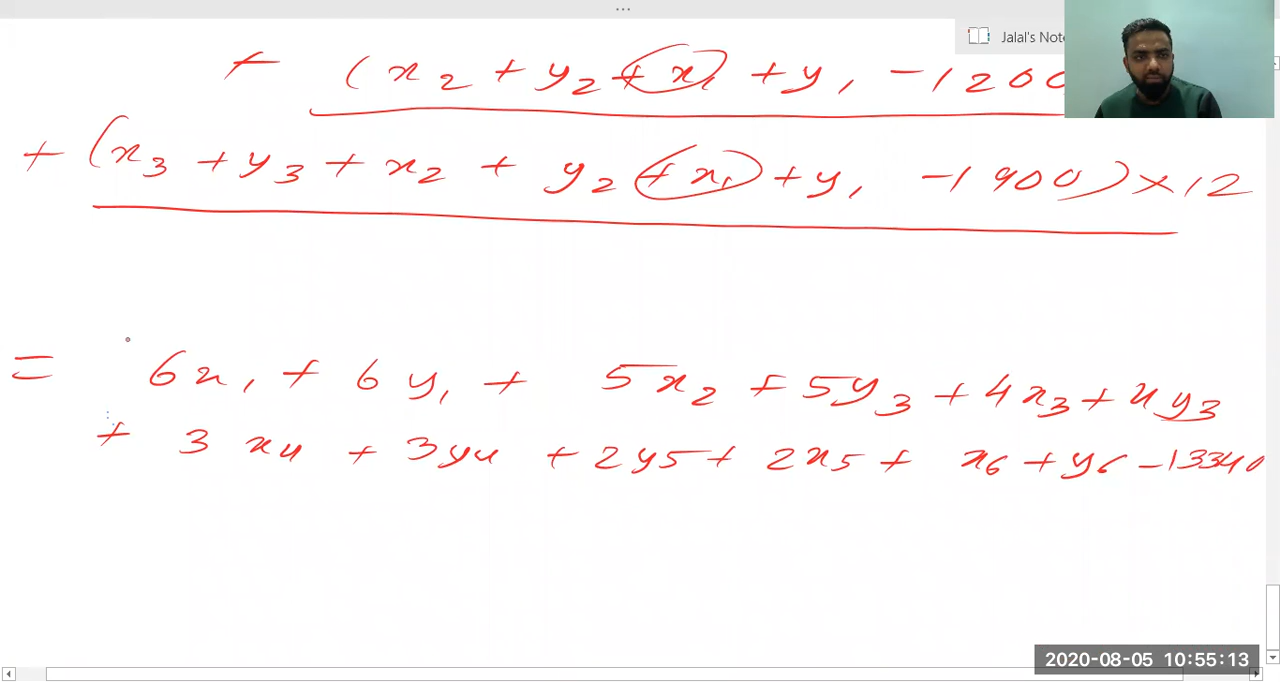 Jalal's Note
+ (x₂ + y₂ + x₁ + y₁ - 1200
+ (x₃ + y₃ + x₂ + y₂ + x₁ + y₁ - 1900) × 12
= 6x₁ + 6y₁ + 5x₂ + 5y₃ + 4x₃ + 4y₃
+ 3x₄ + 3y₄ + 2y₅ + 2x₅ + x₆ + y₆ - 13340
2020-08-05 10:55:13